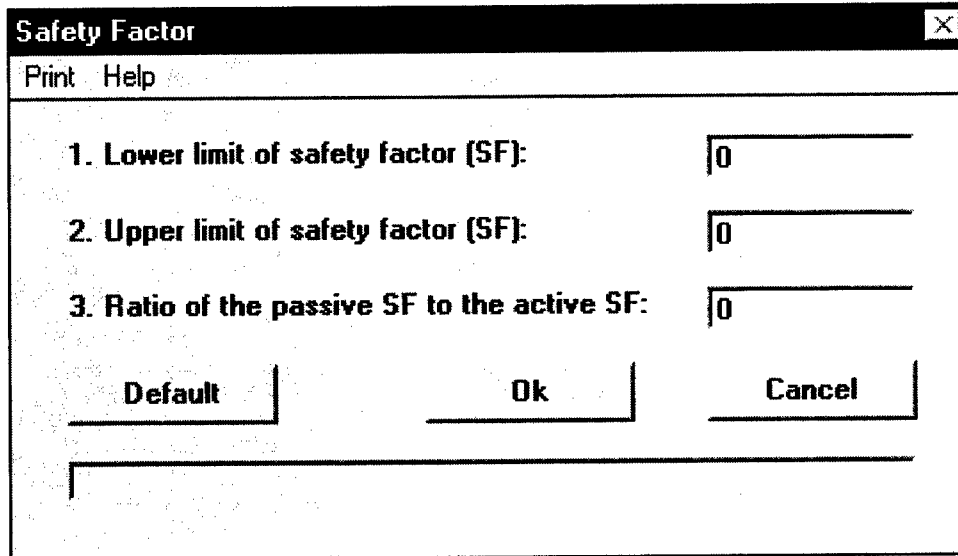 Safety Factor
Print Help
1. Lower limit of safety factor (SF): 0
2. Upper limit of safety factor (SF): 0
3. Ratio of the passive SF to the active SF: 0
Default Ok Cancel